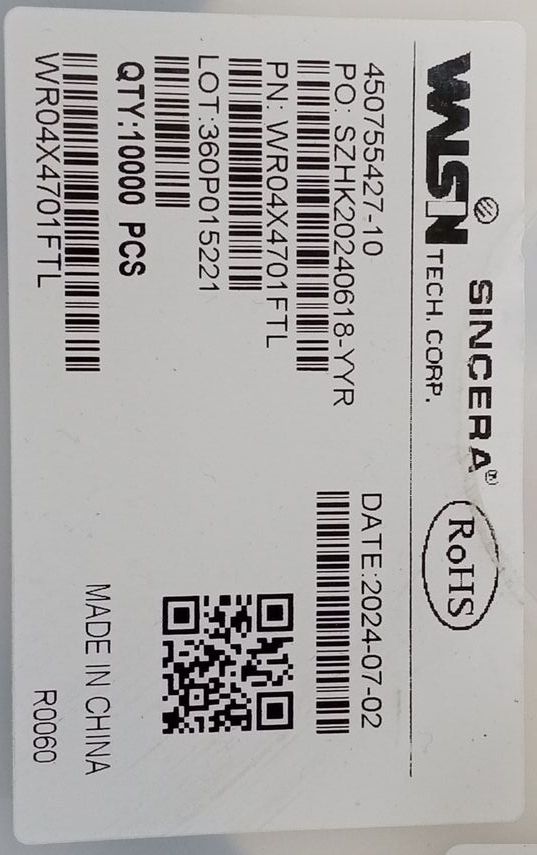 WSN TECH. CORP.
SINCERA®
RoHS
450755427-10
DATE:2024-07-02
PO: SZHK20240618-YYR
PN: WR04X4701FTL
LOT:360P015221
QTY:10000 PCS
MADE IN CHINA
WR04X4701FTL
R0060